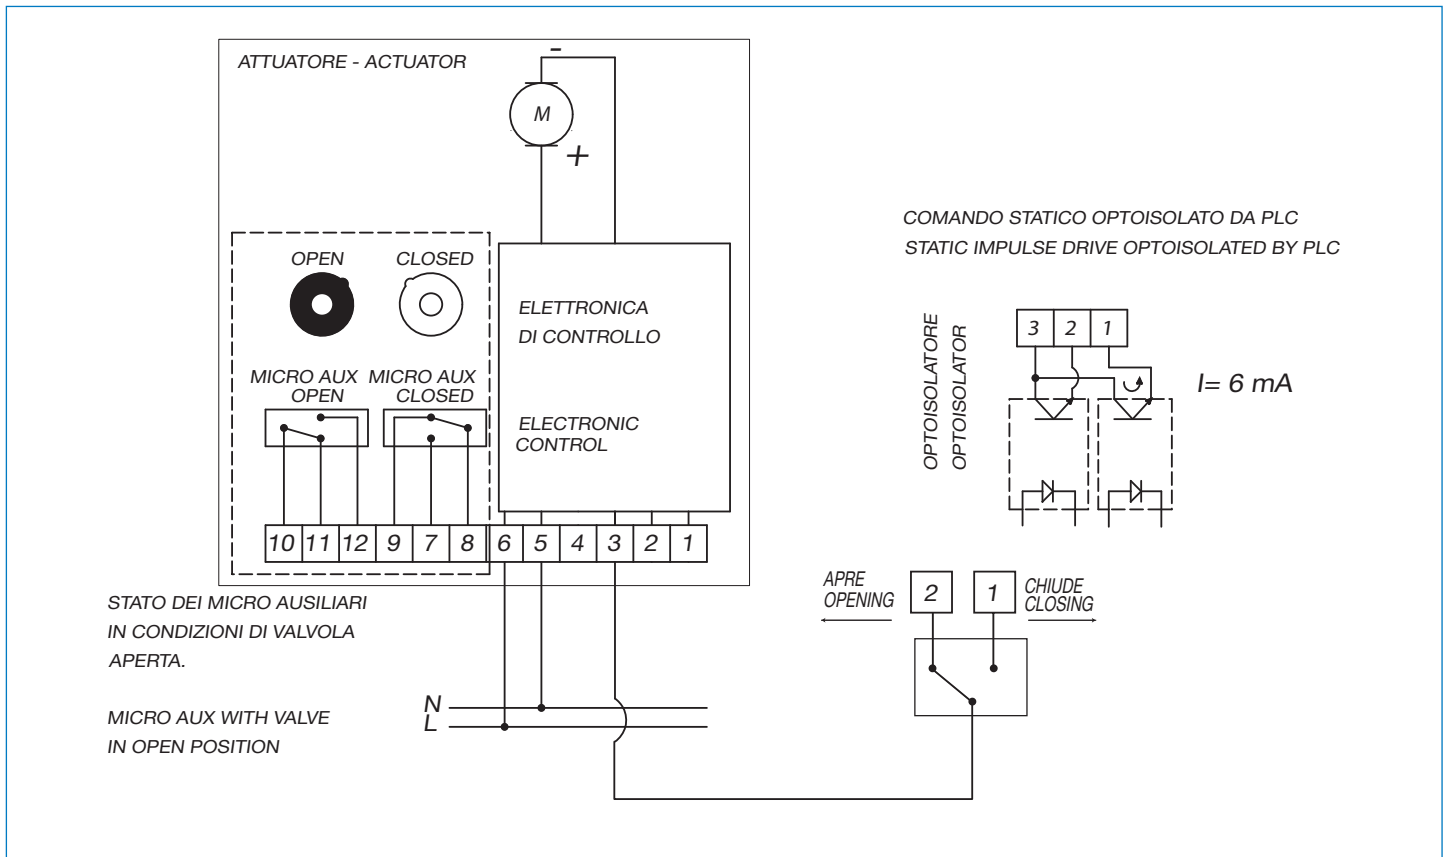 ATTUATORE - ACTUATOR
-
M
+
OPEN CLOSED
MICRO AUX OPEN
MICRO AUX CLOSED
ELETTRONICA
DI CONTROLLO
ELECTRONIC
CONTROL
10 11 12 9 7 8 6 5 4 3 2 1
STATO DEI MICRO AUSILIARI
IN CONDIZIONI DI VALVOLA
APERTA.
MICRO AUX WITH VALVE
IN OPEN POSITION
N
L
COMANDO STATICO OPTOISOLATO DA PLC
STATIC IMPULSE DRIVE OPTOISOLATED BY PLC
OPTOISOLATORE
OPTOISOLATOR
3 2 1
I= 6 mA
APRE
OPENING
2 1
CHIUDE
CLOSING